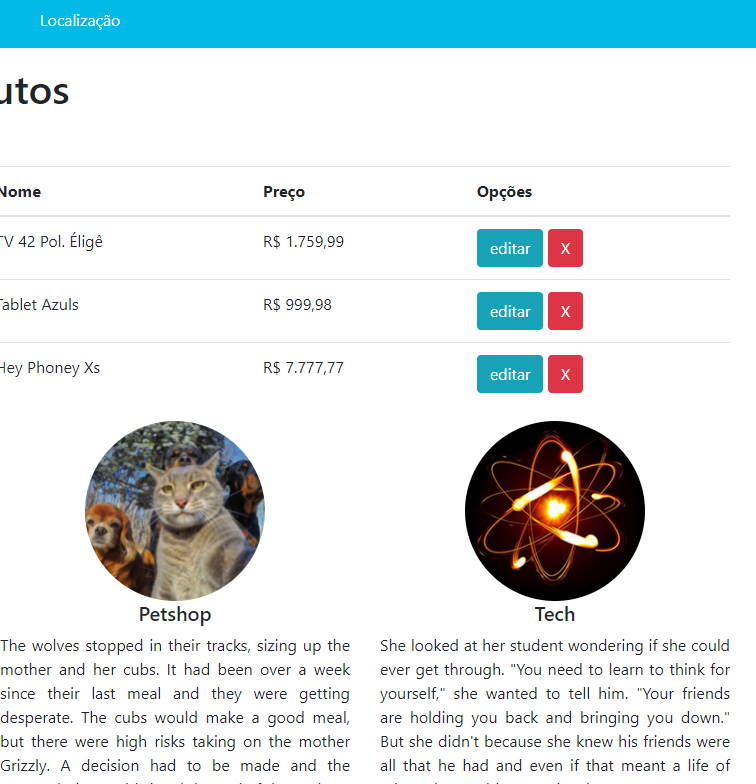 Localização
utos
Nome Preço Opções
TV 42 Pol. Éligê R$ 1.759,99 editar X
Tablet Azuls R$ 999,98 editar X
Hey Phoney Xs R$ 7.777,77 editar X
Petshop
The wolves stopped in their tracks, sizing up the
mother and her cubs. It had been over a week
since their last meal and they were getting
desperate. The cubs would make a good meal,
but there were high risks taking on the mother
Grizzly. A decision had to be made and the
Tech
She looked at her student wondering if she could
ever get through. "You need to learn to think for
yourself," she wanted to tell him. "Your friends
are holding you back and bringing you down."
But she didn't because she knew his friends were
all that he had and even if that meant a life of